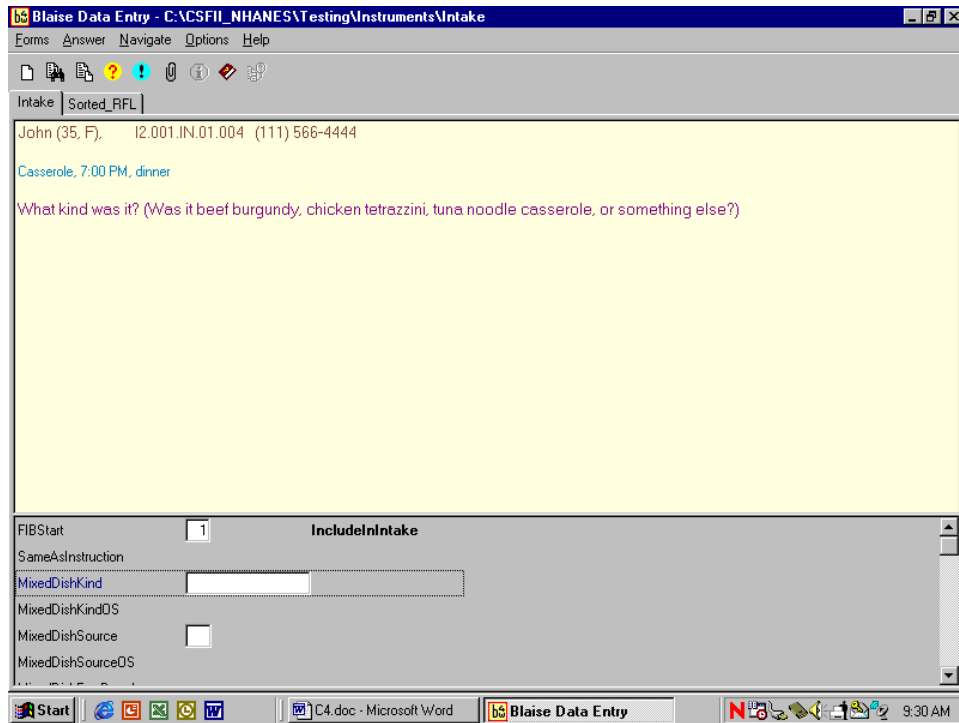 Blaise Data Entry - C:\CSFII_NHANES\Testing\Instruments\Intake
Forms Answer Navigate Options Help
Intake Sorted_RFL
John (35, F), I2.001.IN.01.004 (111) 566-4444
Casserole, 7:00 PM, dinner
What kind was it? (Was it beef burgundy, chicken tetrazzini, tuna noodle casserole, or something else?)
FIBStart 1 IncludeInIntake
SameAsInstruction
MixedDishKind
MixedDishKindOS
MixedDishSource
MixedDishSourceOS
Start C4.doc - Microsoft Word Blaise Data Entry 9:30 AM